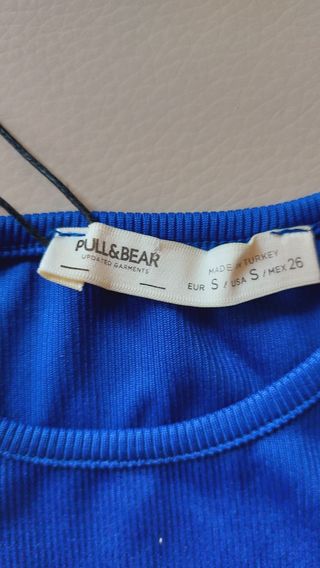 PULL&BEAR
UPDATED GARMENTS
MADE IN TURKEY
EUR S / USA S / MEX 26